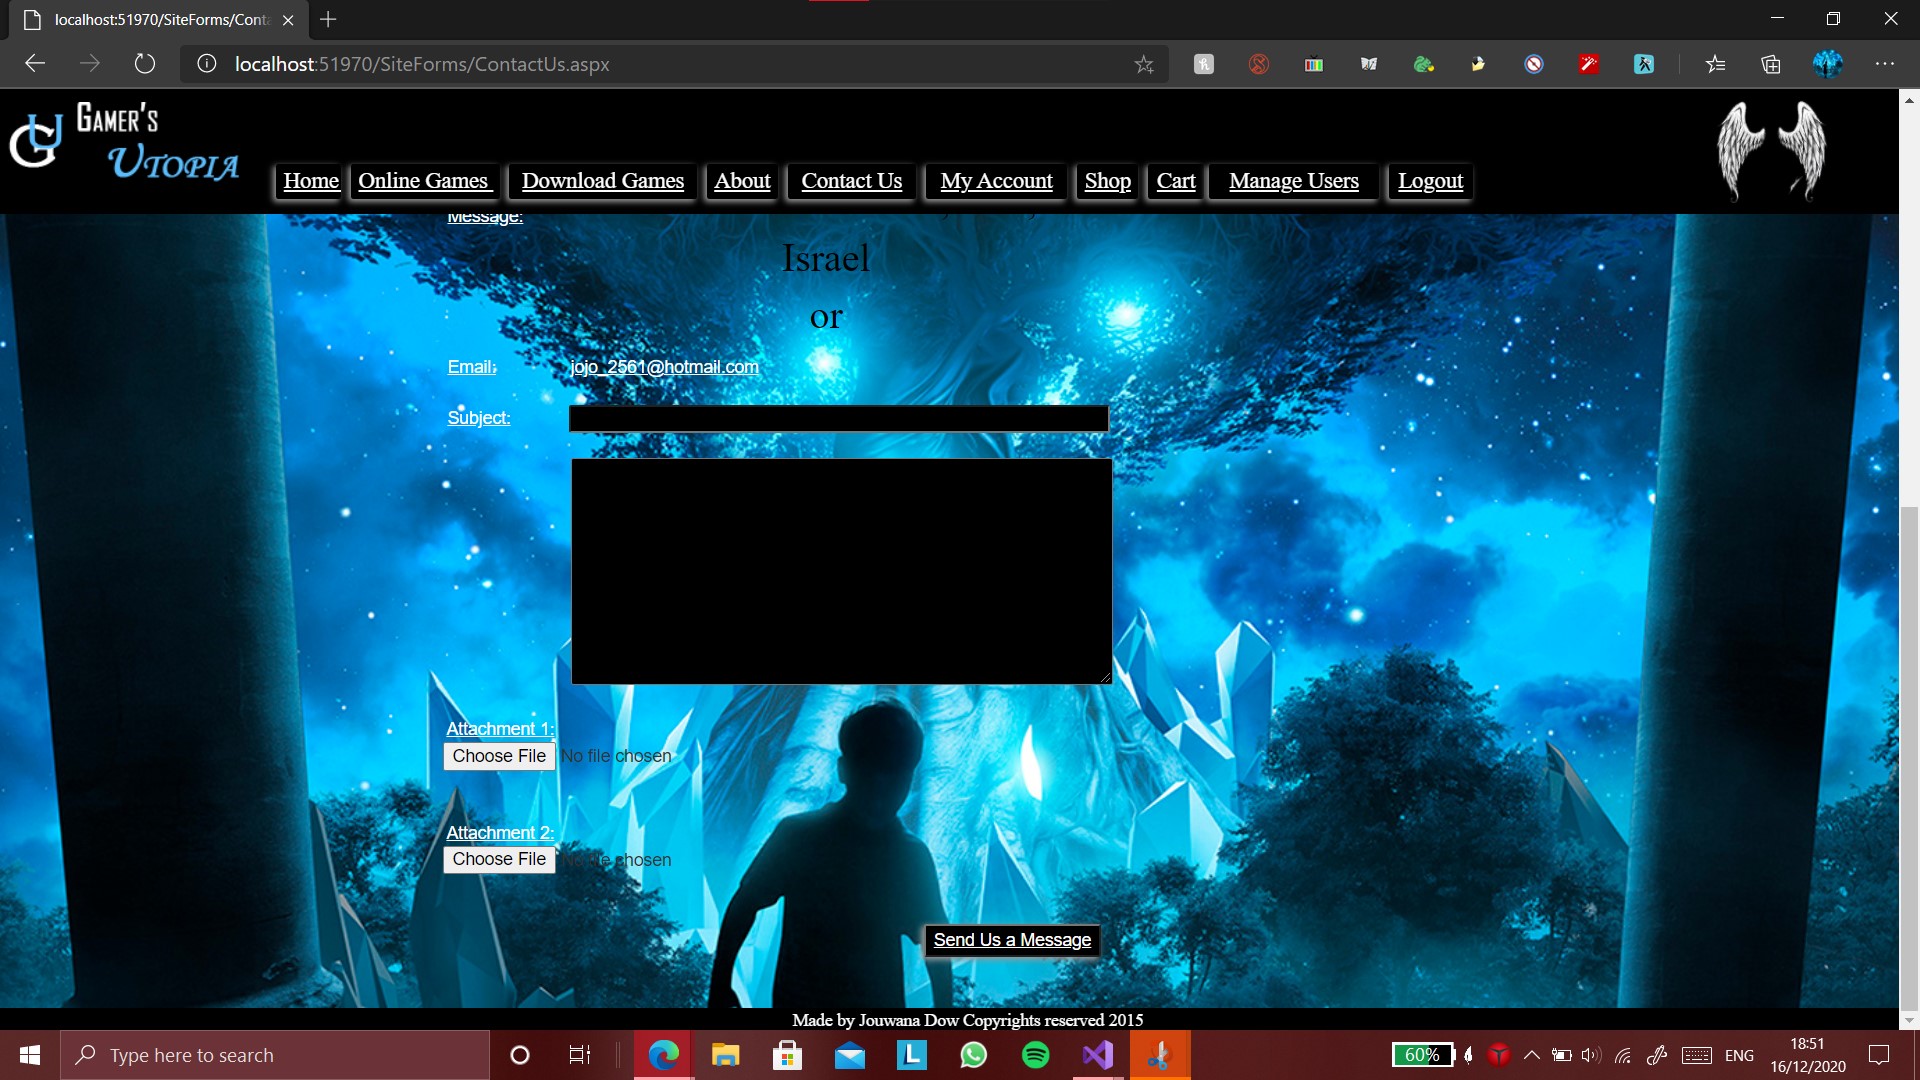 localhost:51970/SiteForms/Conta
localhost:51970/SiteForms/ContactUs.aspx
GU GAMER'S
UTOPIA
Home Online Games Download Games About Contact Us My Account Shop Cart Manage Users Logout
Message:
Israel
or
Email: jojo_2561@hotmail.com
Subject:
Attachment 1:
Choose File No file chosen
Attachment 2:
Choose File No file chosen
Send Us a Message
Made by Jouwana Dow Copyrights reserved 2015
Type here to search
L
60%
ENG
18:51
16/12/2020